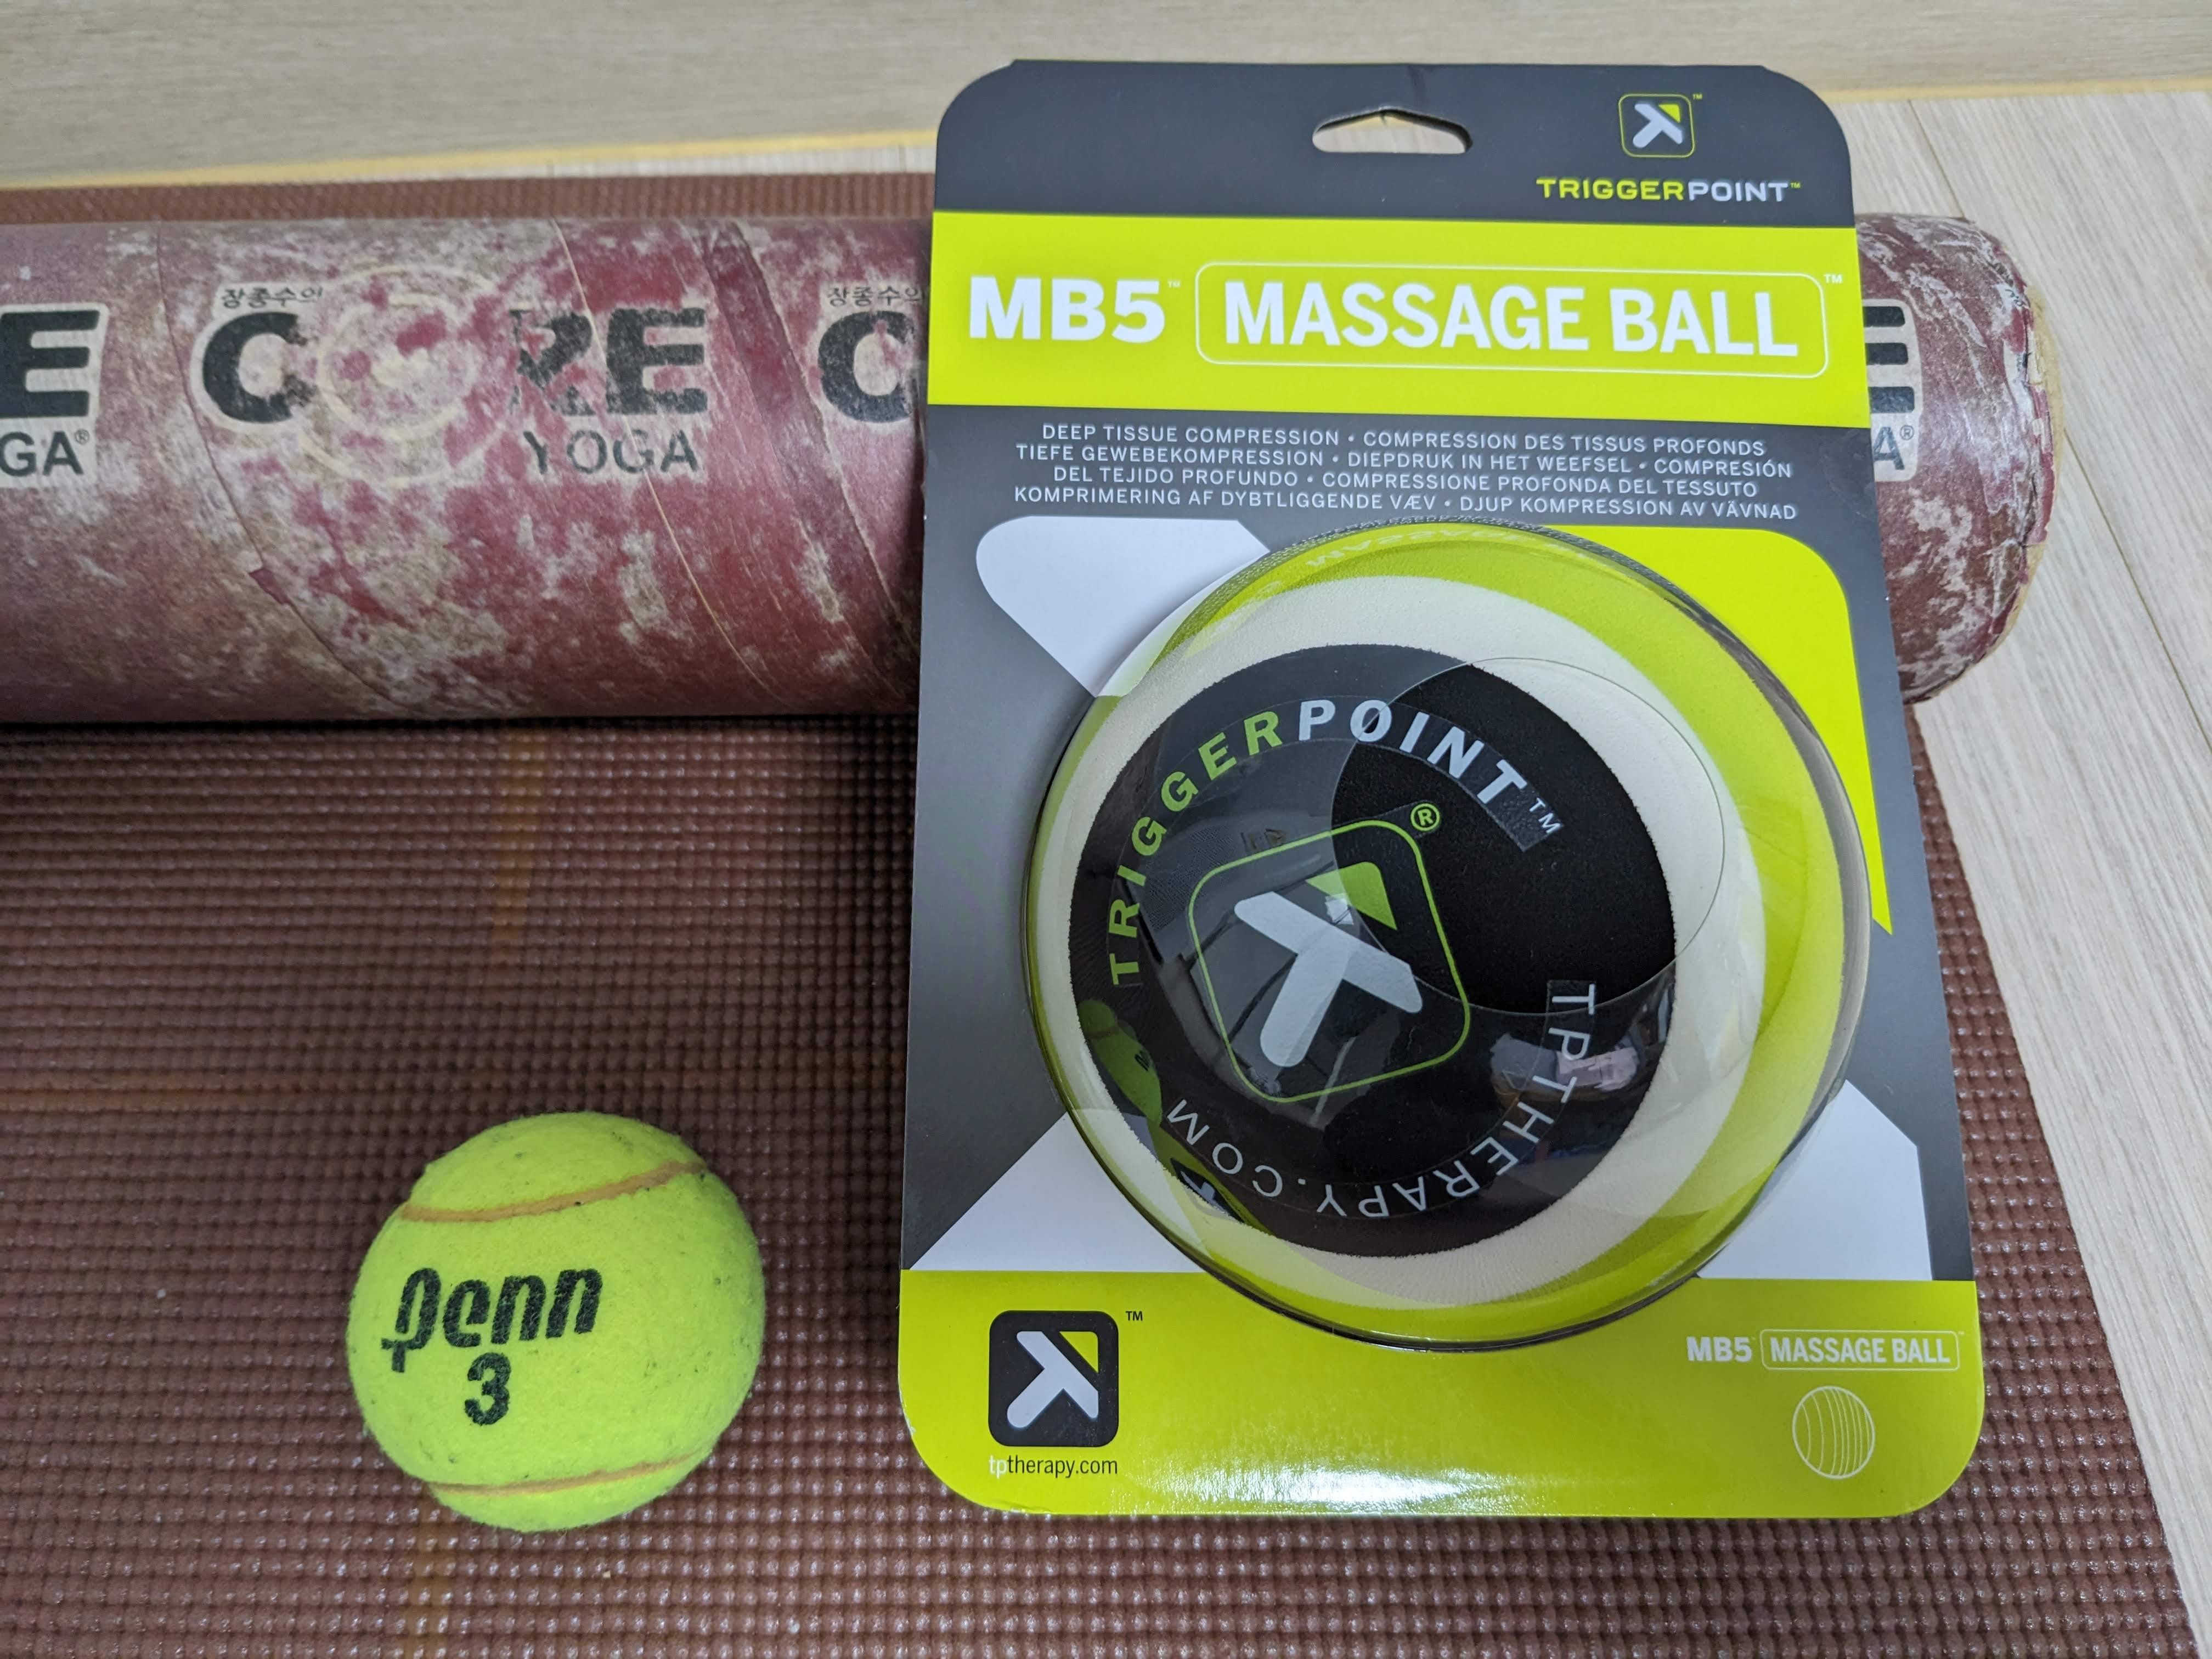 TRIGGERPOINT™
MB5™ MASSAGE BALL™
DEEP TISSUE COMPRESSION • COMPRESSION DES TISSUS PROFONDS
TIEFE GEWEBEKOMPRESSION • DIEPDRUK IN HET WEEFSEL • COMPRESIÓN
DEL TEJIDO PROFUNDO • COMPRESSIONE PROFONDA DEL TESSUTO
KOMPRIMERING AF DYBTLIGGENDE VÆV • DJUP KOMPRESSION AV VÄVNAD
TRIGGERPOINT™
®
TPTHERAPY.COM
™
tptherapy.com
MB5 MASSAGE BALL
E
GA®
장종수의
CORE
YOGA
장종수의
C
E
A®
Penn
3